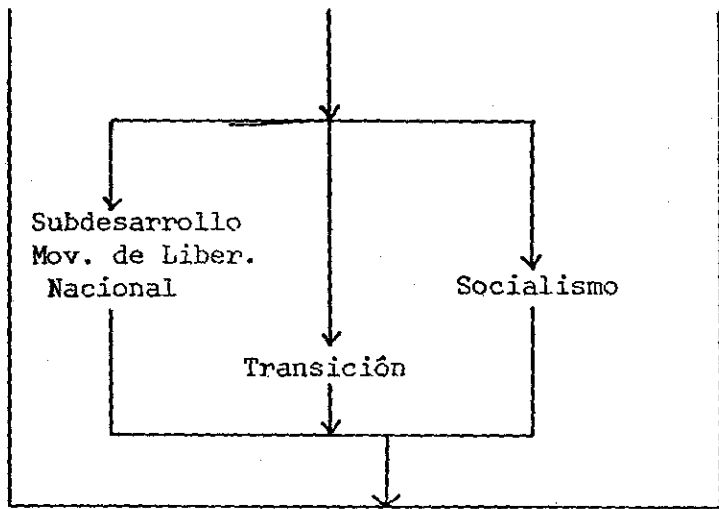 Subdesarrollo
Mov. de Liber.
Nacional
Socialismo
Transición